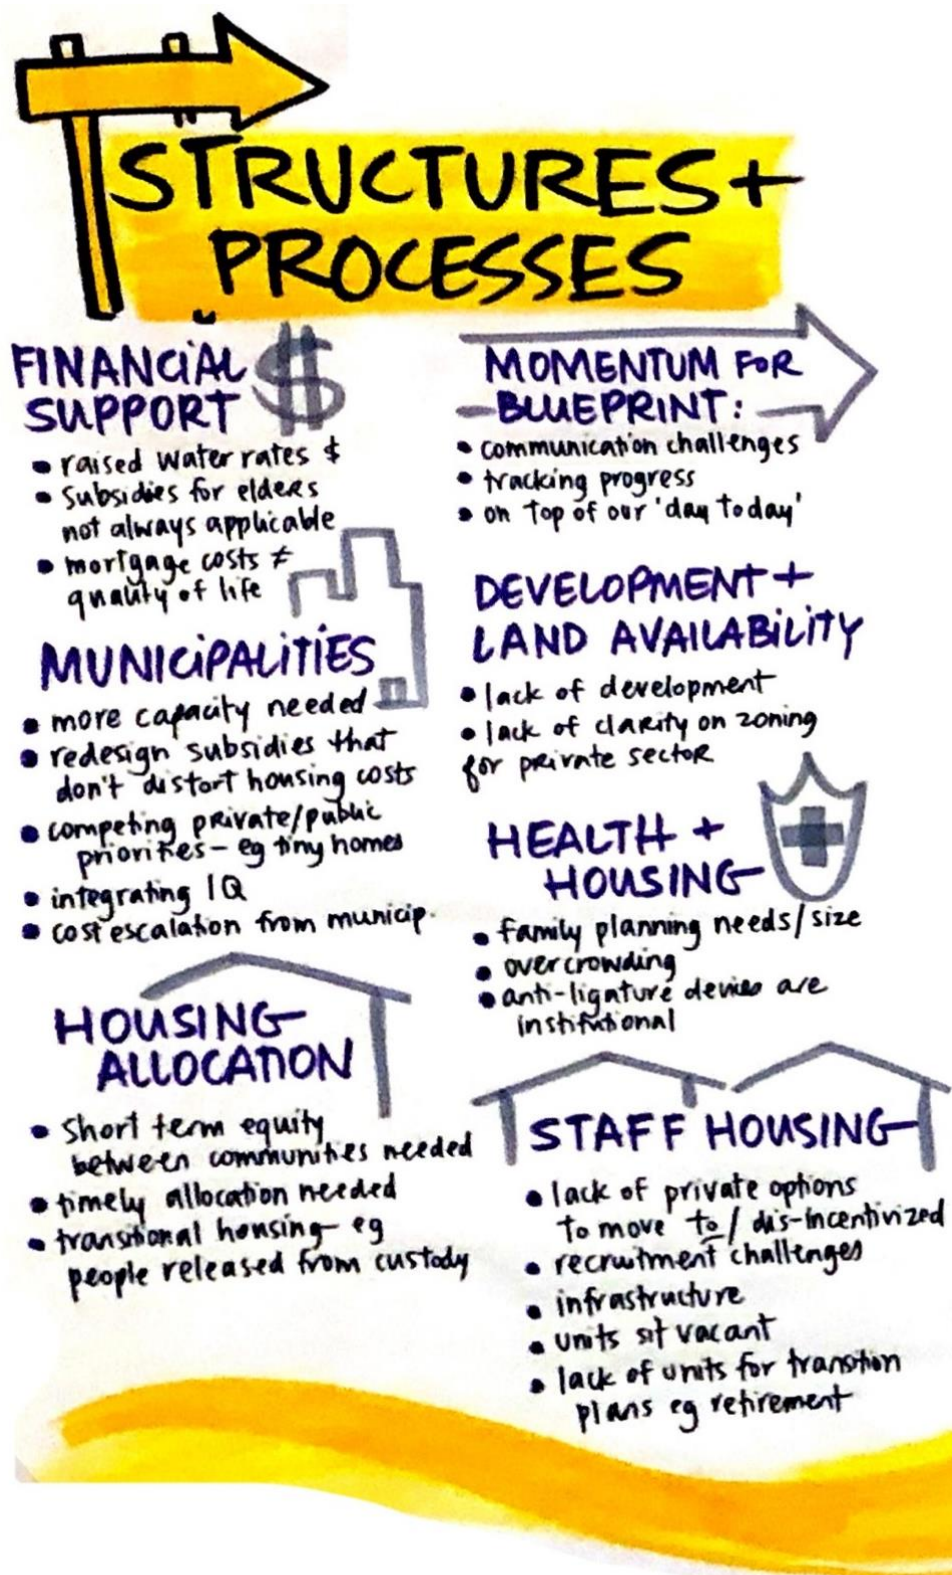 STRUCTURES +
PROCESSES
FINANCIAL
SUPPORT
$
• raised water rates $
• subsidies for elders
not always applicable
• mortgage costs ≠
quality of life
MUNICIPALITIES
• more capacity needed
• redesign subsidies that
don't distort housing costs
• competing private/public
priorities - eg tiny homes
• integrating IQ
• cost escalation from municip.
HOUSING
ALLOCATION
• short term equity
between communities needed
• timely allocation needed
• transitional housing eg
people released from custody
MOMENTUM FOR
BLUEPRINT:
• communication challenges
• tracking progress
• on top of our 'day today'
DEVELOPMENT +
LAND AVAILABILITY
• lack of development
• lack of clarity on zoning
for private sector
HEALTH +
HOUSING
• family planning needs/size
• overcrowding
• anti-ligature devices are
institutional
STAFF HOUSING
• lack of private options
to move to / dis-incentivized
• recruitment challenges
• infrastructure
• units sit vacant
• lack of units for transition
plans eg retirement